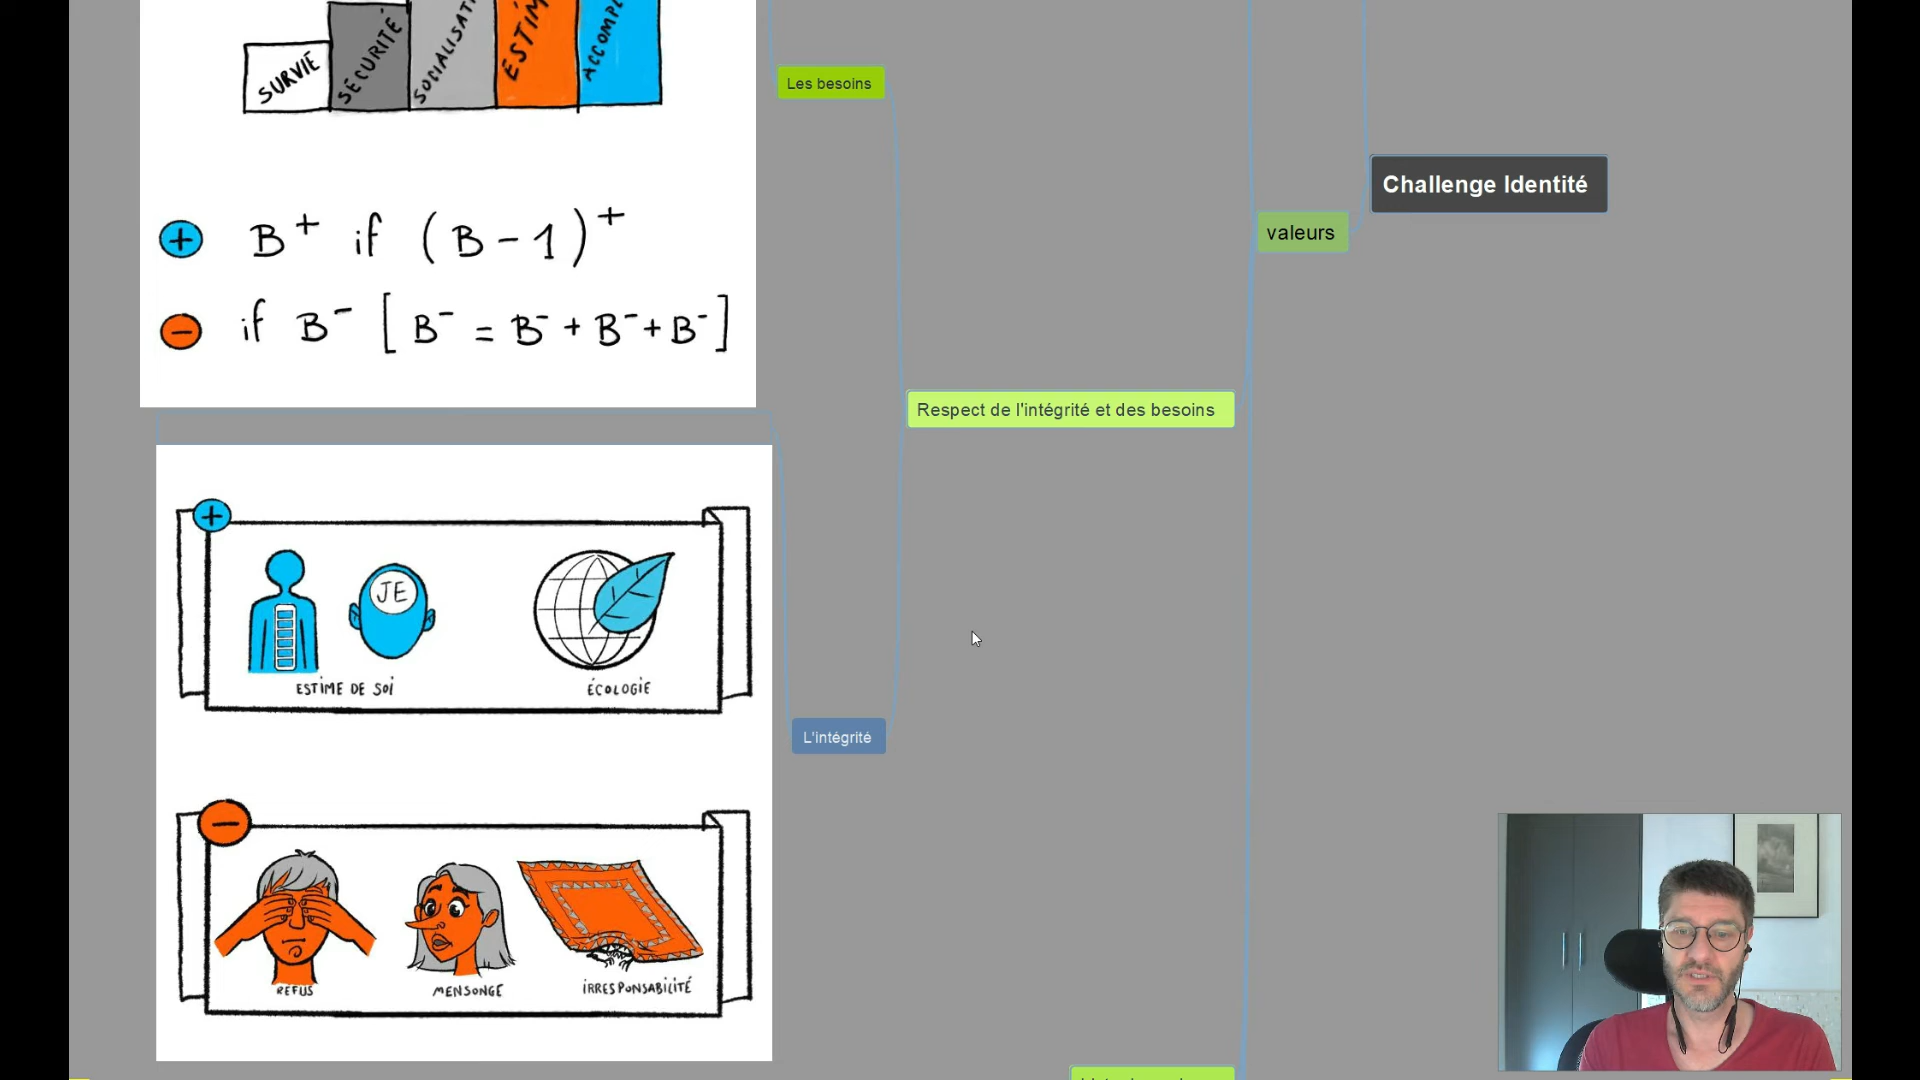 SURVIE
SÉCURITÉ
B⁺ if (B - 1)⁺
if B⁻ [B⁻ = B⁻ + B⁻ + B⁻]
+
ESTIME DE SOI
JE
ÉCOLOGIE
REFUS
MENSONGE
IRRESPONSABILITÉ
Les besoins
L'intégrité
Respect de l'intégrité et des besoins
valeurs
Challenge Identité